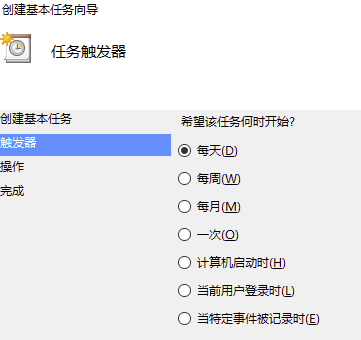 创建基本任务向导
任务触发器
创建基本任务
触发器
操作
完成
希望该任务何时开始?
每天(D)
每周(W)
每月(M)
一次(O)
计算机启动时(H)
当前用户登录时(L)
当特定事件被记录时(E)